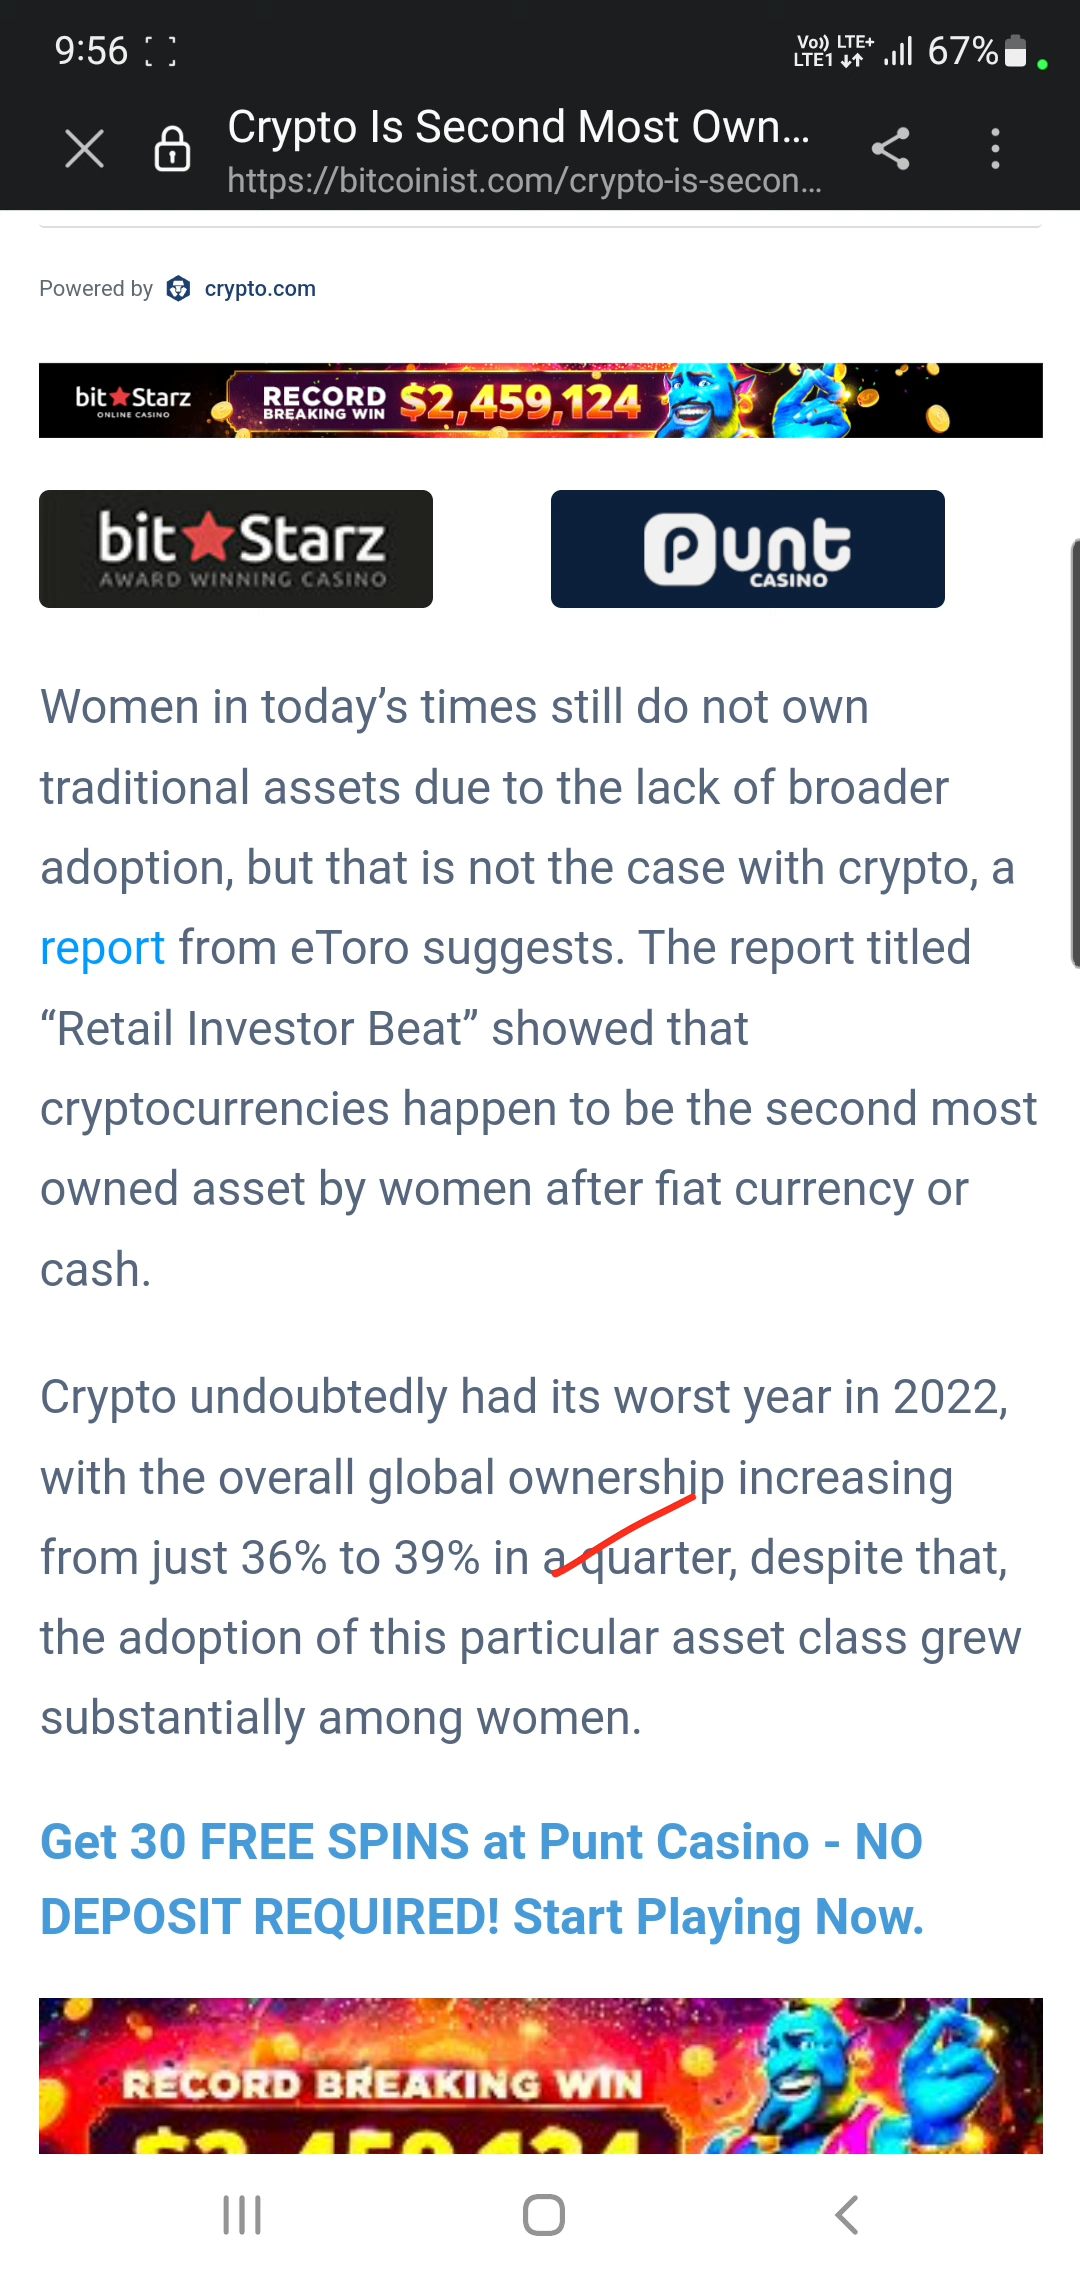 9:56
Vo)) LTE+
LTE1
67%
Crypto Is Second Most Own...
https://bitcoinist.com/crypto-is-secon...
Powered by crypto.com
bit Starz
ONLINE CASINO
RECORD
BREAKING WIN
$2,459,124
bit Starz
AWARD WINNING CASINO
Punt
CASINO
Women in today’s times still do not own
traditional assets due to the lack of broader
adoption, but that is not the case with crypto, a
report from eToro suggests. The report titled
“Retail Investor Beat” showed that
cryptocurrencies happen to be the second most
owned asset by women after fiat currency or
cash.
Crypto undoubtedly had its worst year in 2022,
with the overall global ownership increasing
from just 36% to 39% in a quarter, despite that,
the adoption of this particular asset class grew
substantially among women.
Get 30 FREE SPINS at Punt Casino - NO
DEPOSIT REQUIRED! Start Playing Now.
RECORD BREAKING WIN
$2,459,124